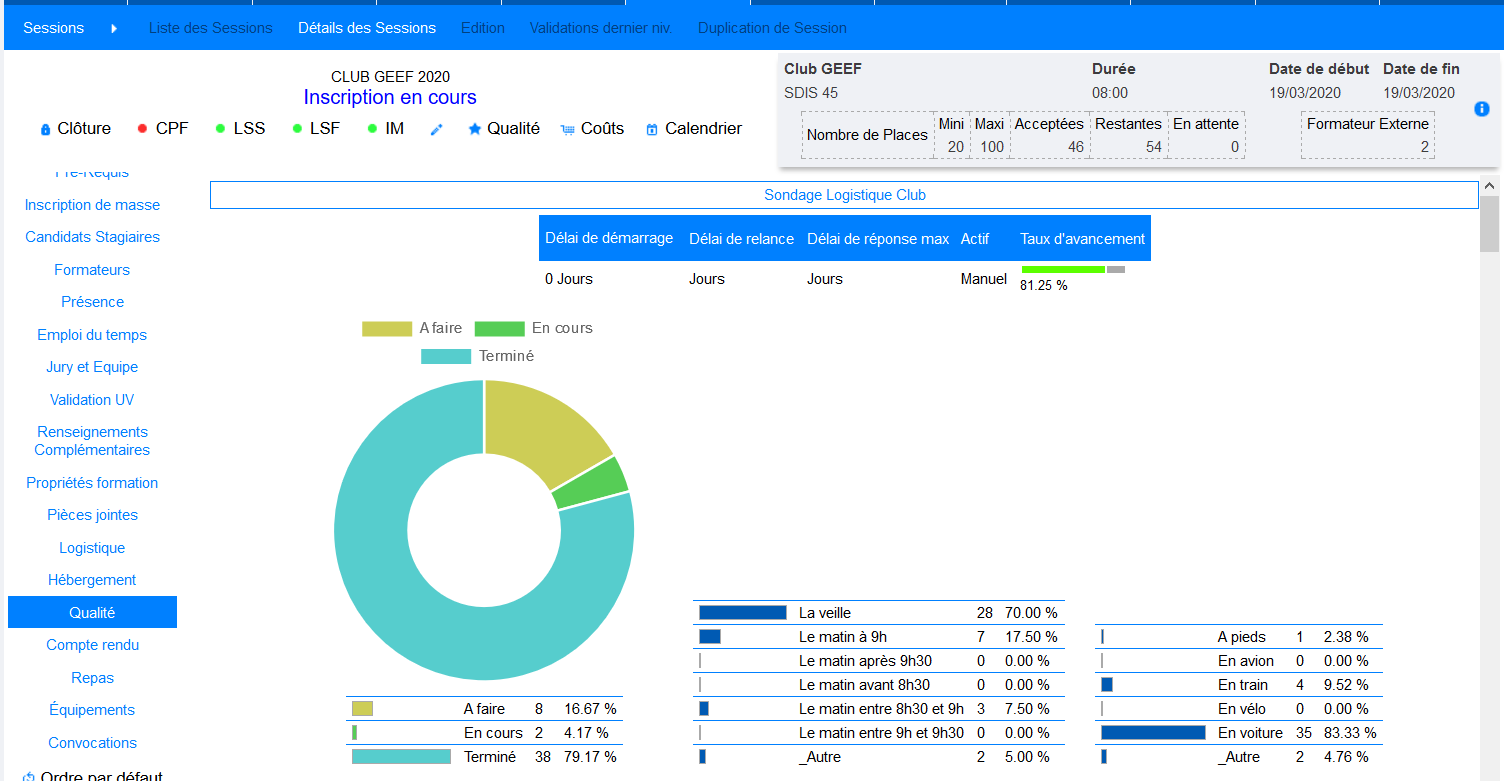 Sessions Liste des Sessions Détails des Sessions Edition Validations dernier niv. Duplication de Session
CLUB GEEF 2020
Inscription en cours
Clôture CPF LSS LSF IM Qualité Coûts Calendrier
Club GEEF Durée Date de début Date de fin
SDIS 45 08:00 19/03/2020 19/03/2020
Nombre de Places Mini Maxi Acceptées Restantes En attente Formateur Externe
20 100 46 54 0 2
Pré-Requis
Inscription de masse
Candidats Stagiaires
Formateurs
Présence
Emploi du temps
Jury et Equipe
Validation UV
Renseignements
Complémentaires
Propriétés formation
Pièces jointes
Logistique
Hébergement
Qualité
Compte rendu
Repas
Équipements
Convocations
Ordre par défaut
Sondage Logistique Club
Délai de démarrage Délai de relance Délai de réponse max Actif Taux d'avancement
0 Jours Jours Jours Manuel 81.25 %
A faire En cours
Terminé
A faire 8 16.67 %
En cours 2 4.17 %
Terminé 38 79.17 %
La veille 28 70.00 %
Le matin à 9h 7 17.50 %
Le matin après 9h30 0 0.00 %
Le matin avant 8h30 0 0.00 %
Le matin entre 8h30 et 9h 3 7.50 %
Le matin entre 9h et 9h30 0 0.00 %
_Autre 2 5.00 %
A pieds 1 2.38 %
En avion 0 0.00 %
En train 4 9.52 %
En vélo 0 0.00 %
En voiture 35 83.33 %
_Autre 2 4.76 %